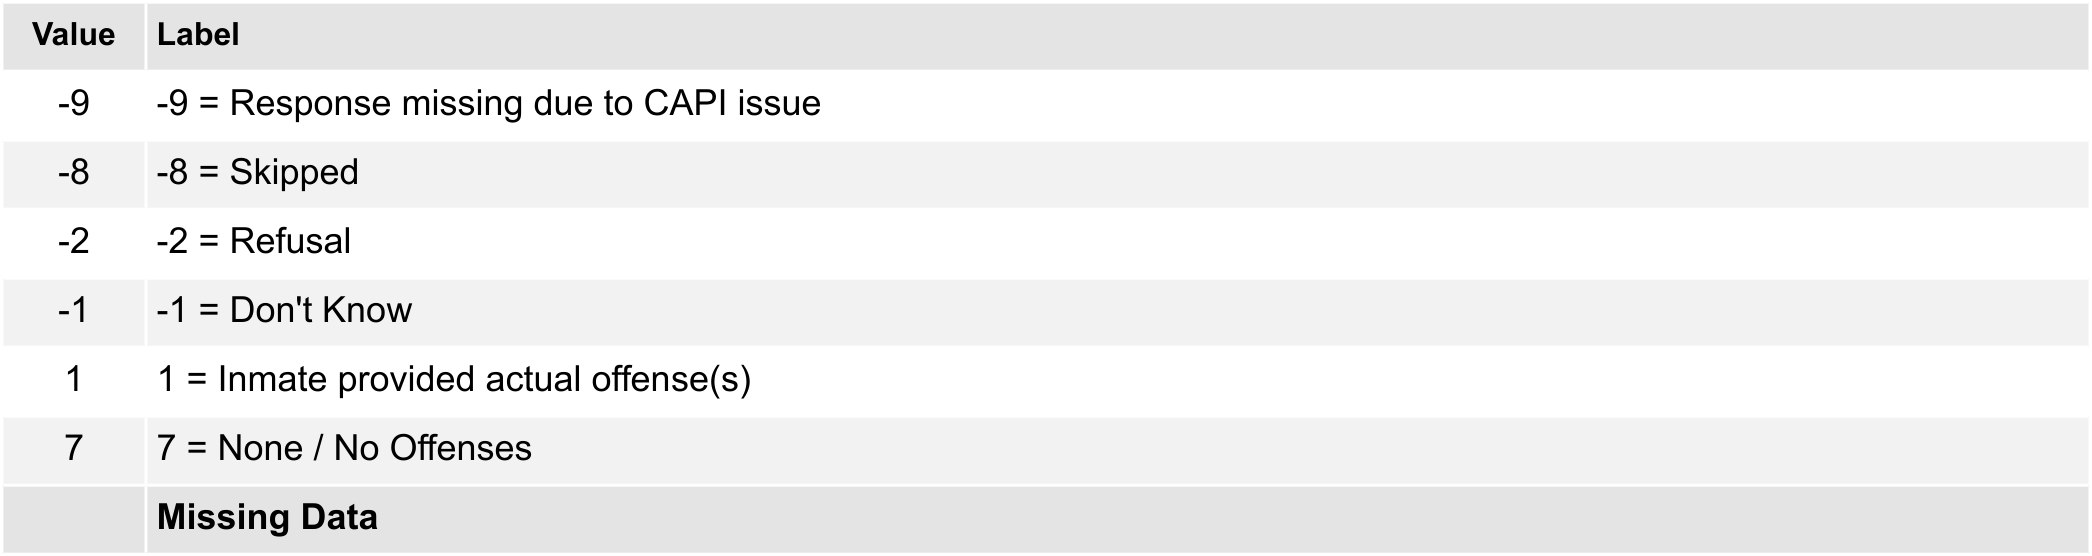 Value Label
-9 -9 = Response missing due to CAPI issue
-8 -8 = Skipped
-2 -2 = Refusal
-1 -1 = Don't Know
1 1 = Inmate provided actual offense(s)
7 7 = None / No Offenses
Missing Data